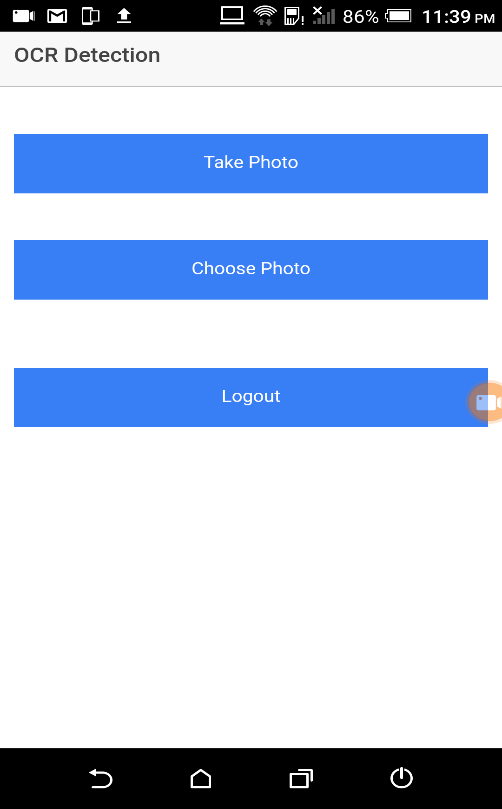 86% 11:39 PM
OCR Detection
Take Photo
Choose Photo
Logout